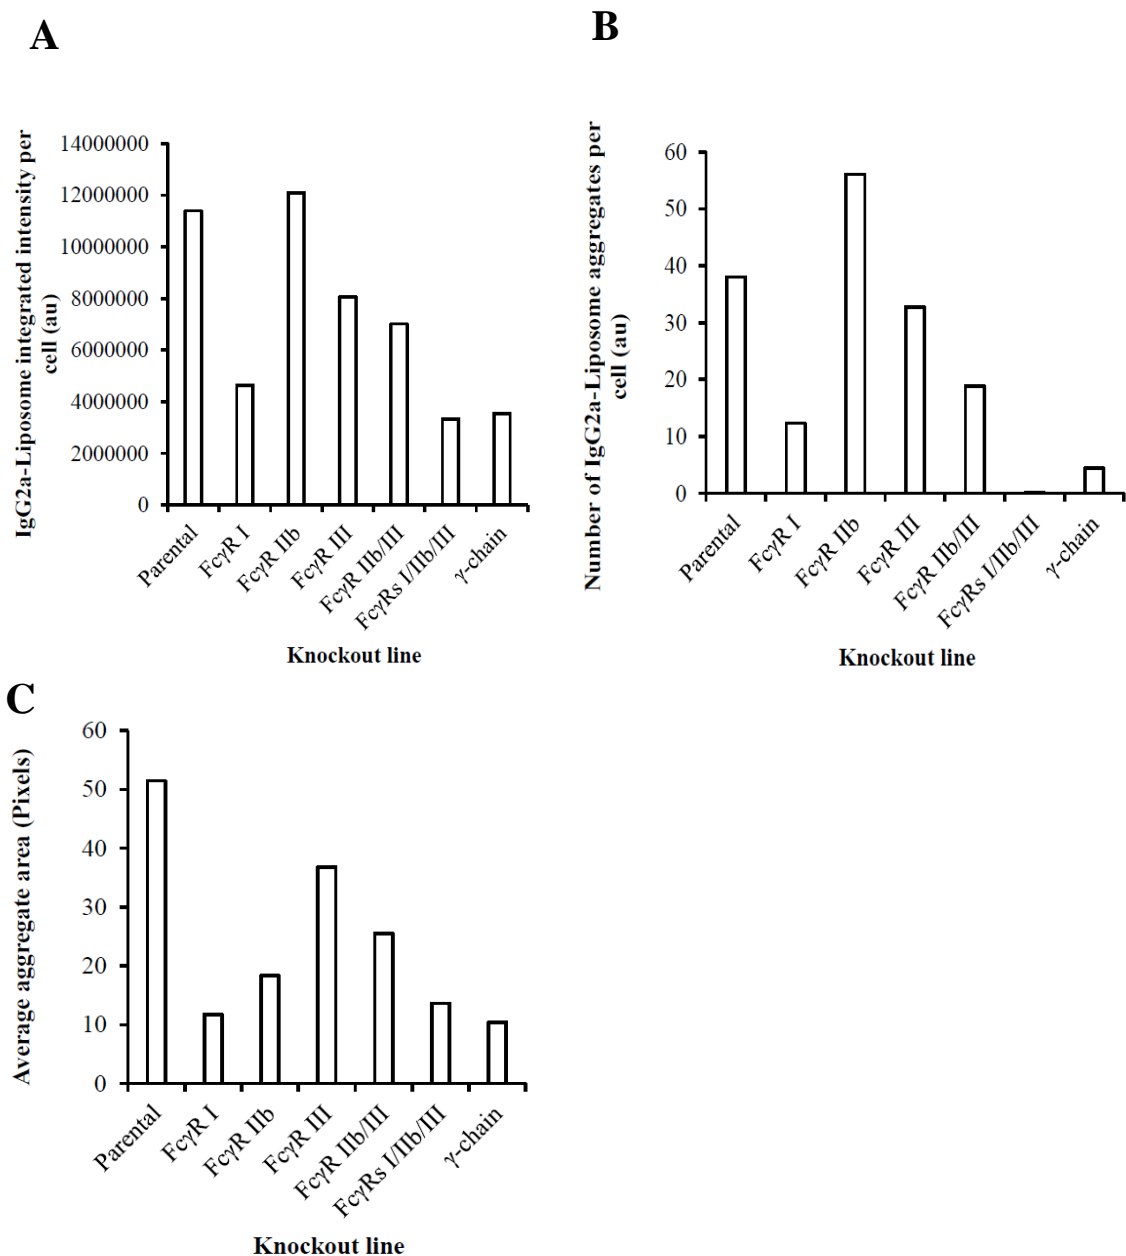 A
IgG2a-Liposome integrated intensity per
cell (au)
14000000
12000000
10000000
8000000
6000000
4000000
2000000
0
Parental
FcγR I
FcγR IIb
FcγR III
FcγR IIb/III
FcγRs I/IIb/III
γ-chain
Knockout line
B
Number of IgG2a-Liposome aggregates per
cell (au)
60
50
40
30
20
10
0
Parental
FcγR I
FcγR IIb
FcγR III
FcγR IIb/III
FcγRs I/IIb/III
γ-chain
Knockout line
C
Average aggregate area (Pixels)
60
50
40
30
20
10
0
Parental
FcγR I
FcγR IIb
FcγR III
FcγR IIb/III
FcγRs I/IIb/III
γ-chain
Knockout line